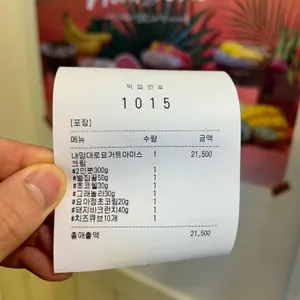 픽업번호
1015
[포장]
메뉴 수량 금액
내맘대로요거트아이스 1 21,500
크림
#2인분300g 1
#벌집꿀50g 1
#초코쉘30g 1
#그래놀라30g 1
#요아정초코링20g 1
#돼지바크런치40g 1
#치즈큐브10개 1
총매출액 21,500